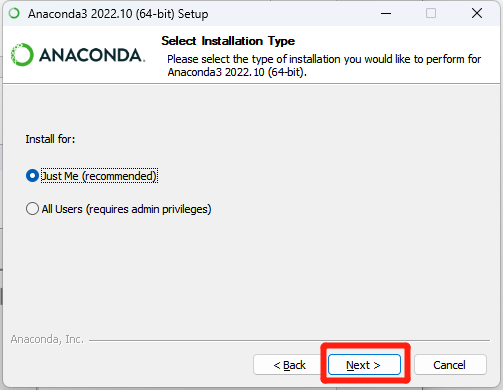 Anaconda3 2022.10 (64-bit) Setup
ANACONDA.
Select Installation Type
Please select the type of installation you would like to perform for
Anaconda3 2022.10 (64-bit).
Install for:
Just Me (recommended)
All Users (requires admin privileges)
Anaconda, Inc.
< Back
Next >
Cancel